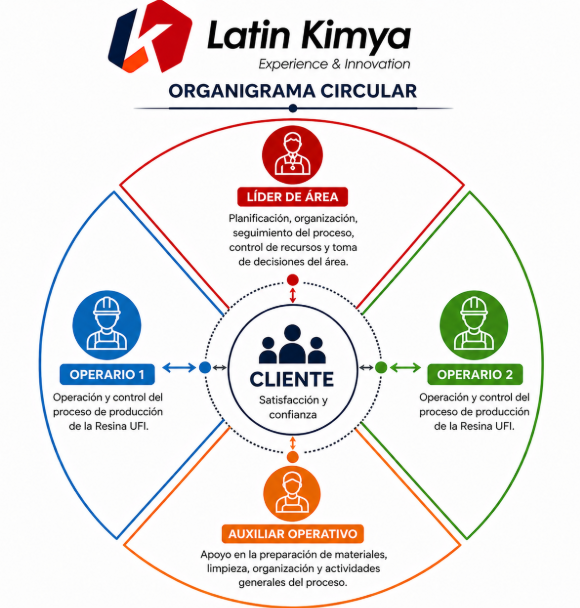 Latin Kimya
Experience & Innovation
ORGANIGRAMA CIRCULAR
LÍDER DE ÁREA
Planificación, organización,
seguimiento del proceso,
control de recursos y toma
de decisiones del área.
OPERARIO 1
Operación y control del
proceso de producción
de la Resina UFI.
CLIENTE
Satisfacción y
confianza
OPERARIO 2
Operación y control del
proceso de producción
de la Resina UFI.
AUXILIAR OPERATIVO
Apoyo en la preparación de materiales,
limpieza, organización y actividades
generales del proceso.